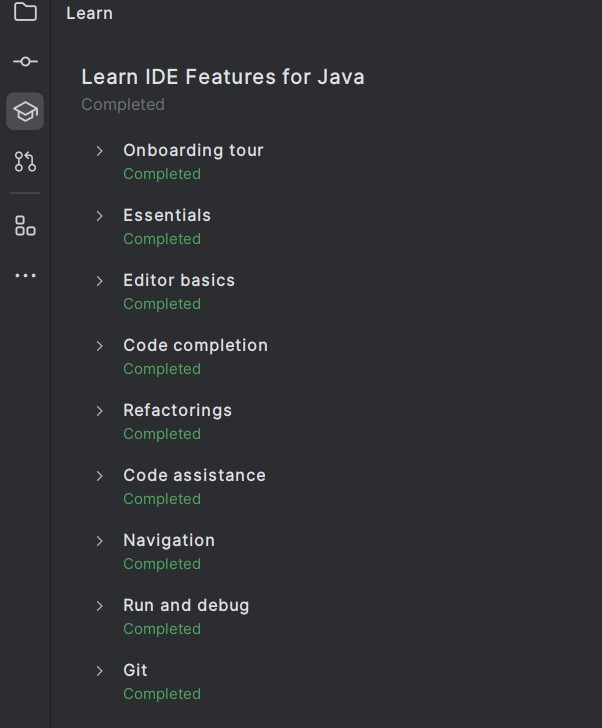 Learn
Learn IDE Features for Java
Completed
Onboarding tour
Completed
Essentials
Completed
Editor basics
Completed
Code completion
Completed
Refactorings
Completed
Code assistance
Completed
Navigation
Completed
Run and debug
Completed
Git
Completed